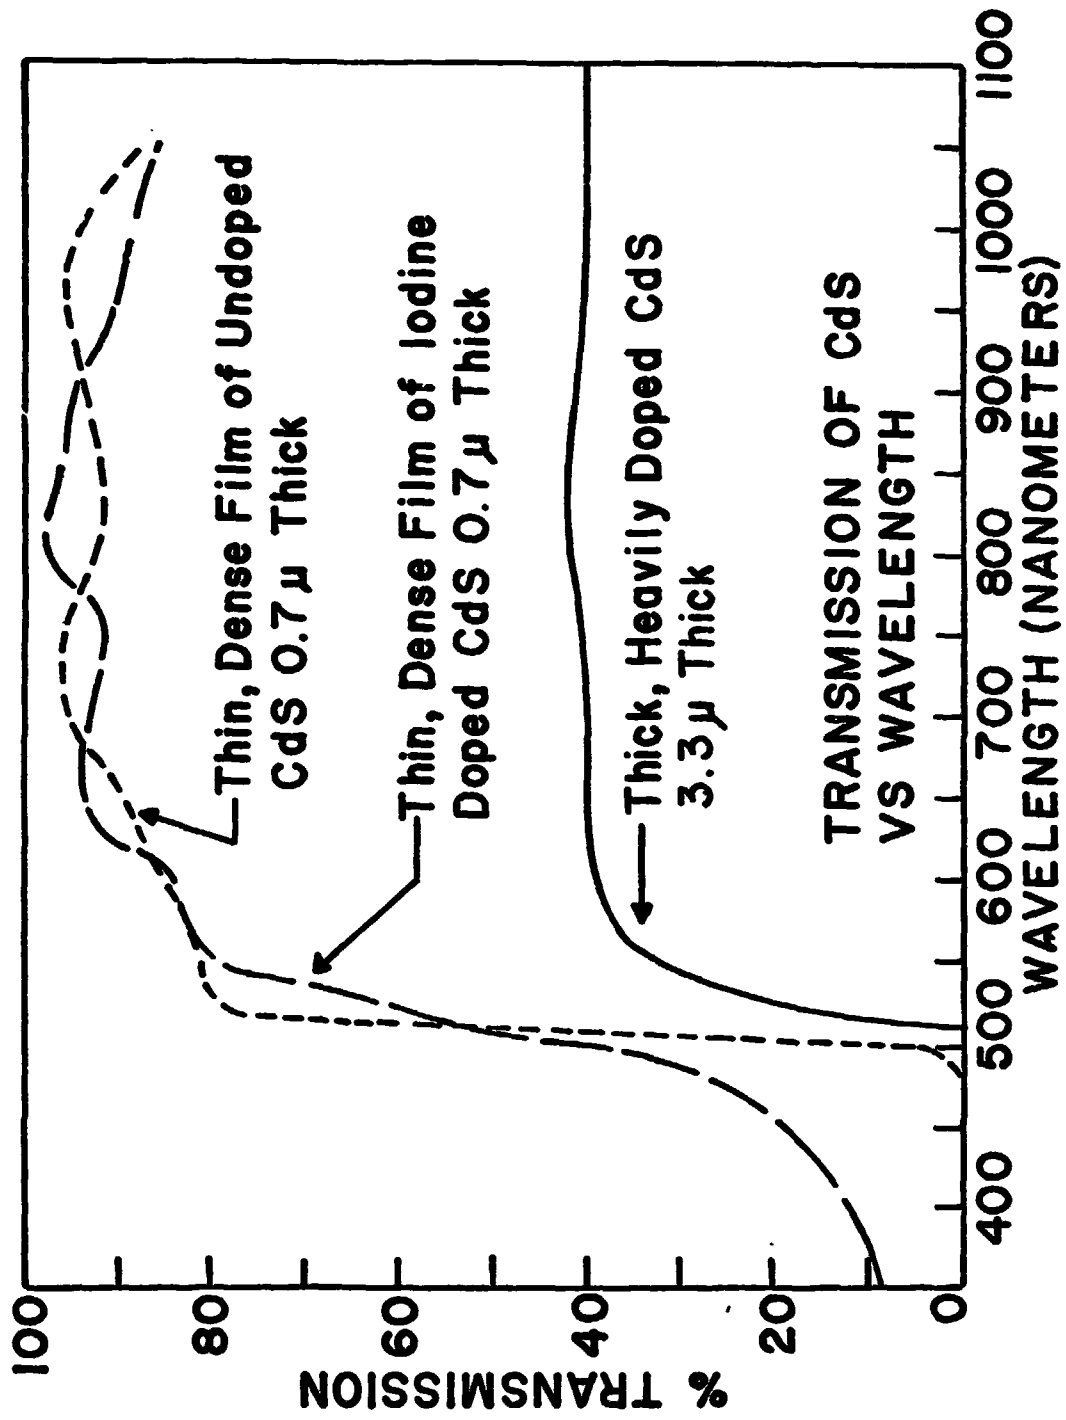 % TRANSMISSION
100
80
60
40
20
0
Thin, Dense Film of Undoped
CdS 0.7μ Thick
Thin, Dense Film of Iodine
Doped CdS 0.7μ Thick
Thick, Heavily Doped CdS
3.3μ Thick
TRANSMISSION OF CdS
VS WAVELENGTH
400 500 600 700 800 900 1000 1100
WAVELENGTH (NANOMETERS)